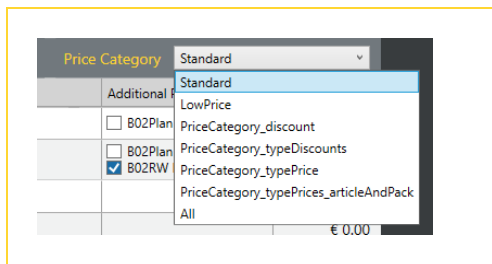 Price Category Standard
Standard
Additional
LowPrice
B02Plan
PriceCategory_discount
B02Plan
PriceCategory_typeDiscounts
B02RW
PriceCategory_typePrice
PriceCategory_typePrices_articleAndPack
All
€ 0.00